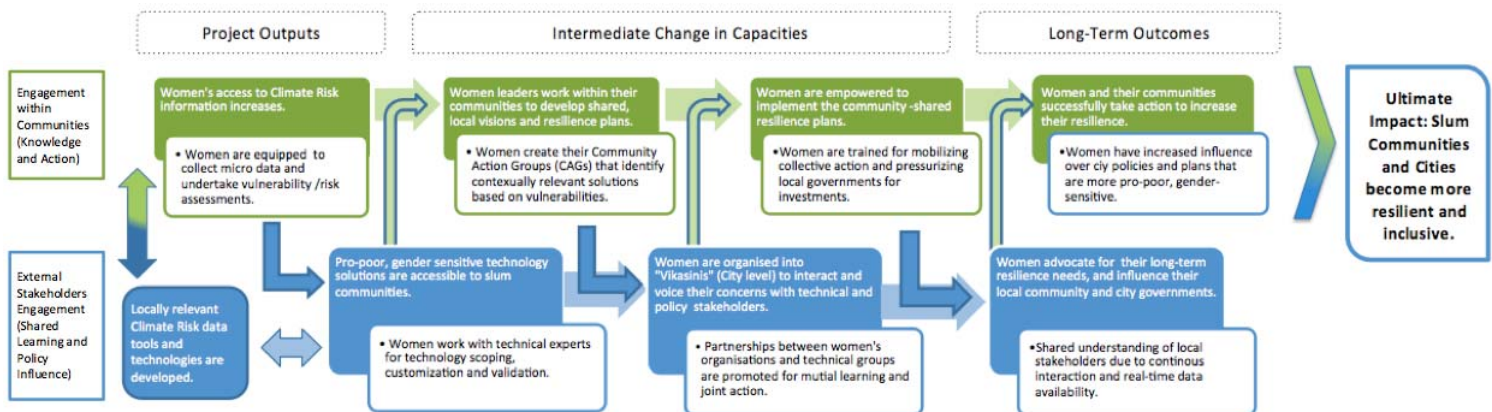 Project Outputs
Intermediate Change in Capacities
Long-Term Outcomes
Engagement
within
Communities
(Knowledge
and Action)
Women's access to Climate Risk
information increases.
• Women are equipped to
collect micro data and
undertake vulnerability /risk
assessments.
Women leaders work within their
communities to develop shared,
local visions and resilience plans.
• Women create their Community
Action Groups (CAGs) that identify
contexually relevant solutions
based on vulnerabilities.
Women are empowered to
implement the community -shared
resilience plans.
•Women are trained for mobilizing
collective action and pressurizing
local governments for
investments.
Women and their communities
successfully take action to increase
their resilience.
•Women have increased influence
over ciy policies and plans that
are more pro-poor, gender-
sensitive.
Ultimate
Impact: Slum
Communities
and Cities
become more
resilient and
inclusive.
External
Stakeholders
Engagement
(Shared
Learning and
Policy
Influence)
Locally relevant
Climate Risk data
tools and
technologies are
developed.
Pro-poor, gender sensitive technology
solutions are accessible to slum
communities.
• Women work with technical experts
for technology scoping,
customization and validation.
Women are organised into
"Vikasinis" (City level) to interact and
voice their concerns with technical and
policy stakeholders.
• Partnerships between women's
organisations and technical groups
are promoted for mutial learning and
joint action.
Women advocate for their long-term
resilience needs, and influence their
local community and city governments.
•Shared understanding of local
stakeholders due to continous
interaction and real-time data
availability.